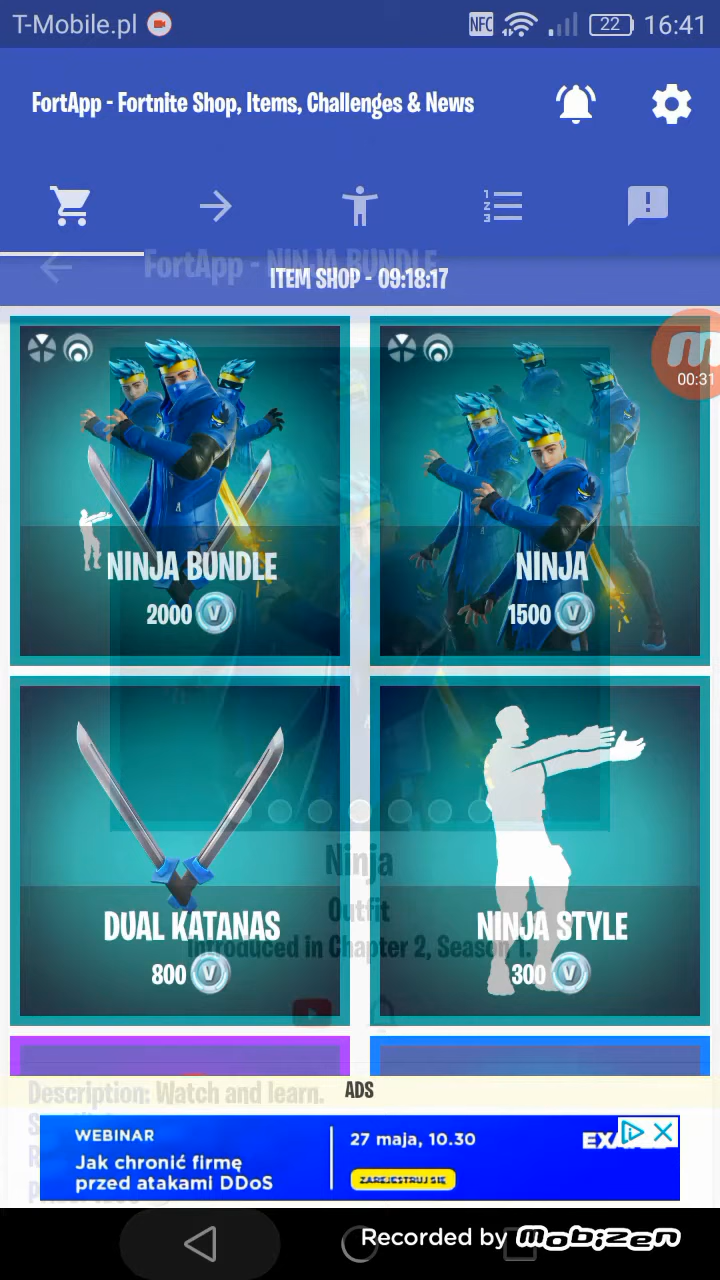 T-Mobile.pl
NFC
22
16:41
FortApp - Fortnite Shop, Items, Challenges & News
FortApp - NINJA BUNDLE
ITEM SHOP - 09:18:17
00:31
NINJA BUNDLE
2000
NINJA
1500
Ninja
Outfit
Introduced in Chapter 2, Season 1.
DUAL KATANAS
800
NINJA STYLE
300
Description: Watch and learn.
ADS
WEBINAR
Jak chronić firmę
przed atakami DDoS
27 maja, 10.30
ZAREJESTRUJ SIĘ
Recorded by mobizen